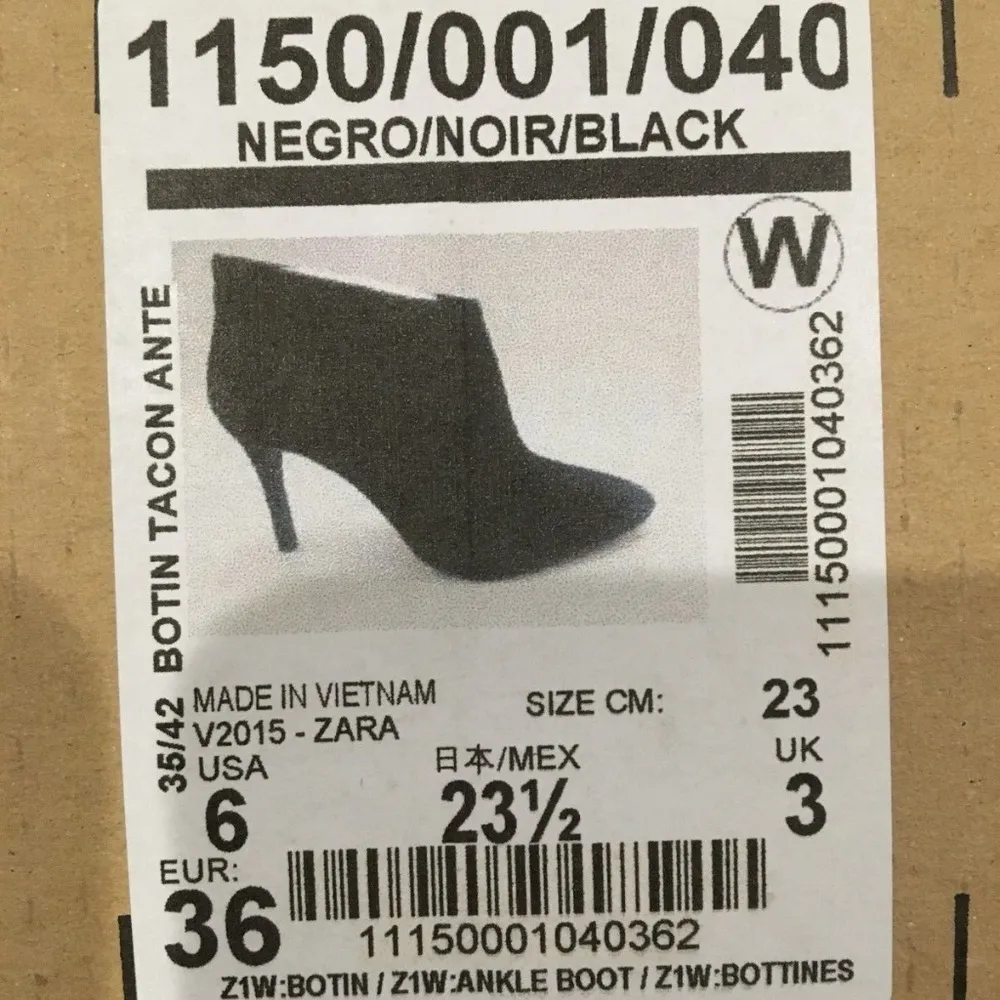 1150/001/040
NEGRO/NOIR/BLACK
W
35/42 BOTIN TACON ANTE
11150001040362
MADE IN VIETNAM
V2015 - ZARA
SIZE CM: 23
USA
6
日本/MEX
23½
UK
3
EUR:
36
11150001040362
Z1W:BOTIN / Z1W:ANKLE BOOT / Z1W:BOTTINES